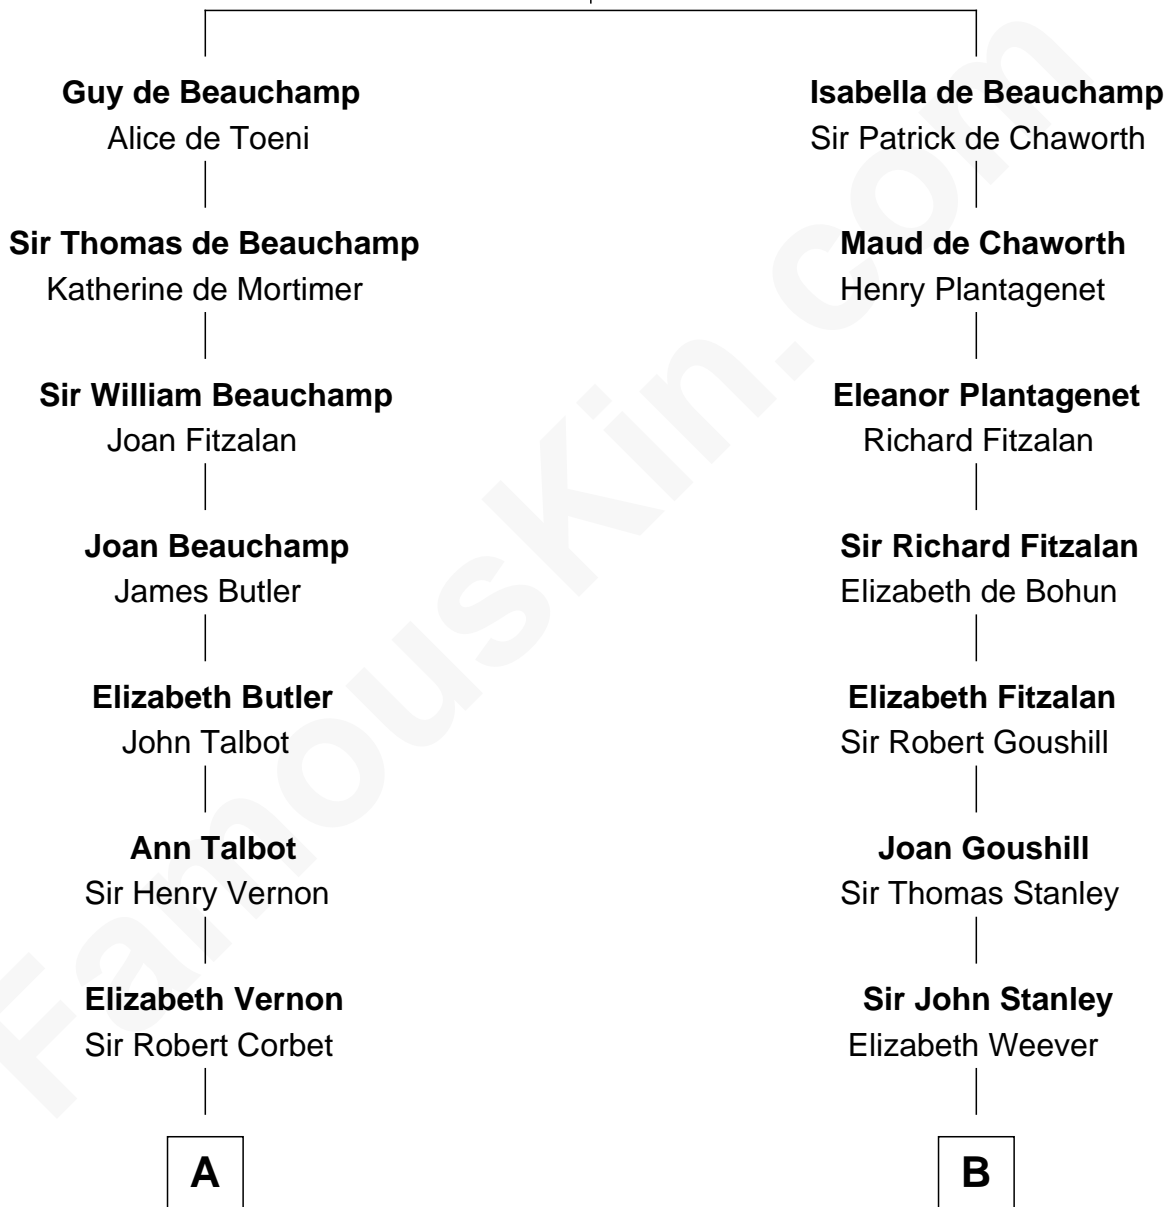 Guy de Beauchamp
Alice de Toeni
Sir Thomas de Beauchamp
Katherine de Mortimer
Sir William Beauchamp
Joan Fitzalan
Joan Beauchamp
James Butler
Elizabeth Butler
John Talbot
Ann Talbot
Sir Henry Vernon
Elizabeth Vernon
Sir Robert Corbet
A
Isabella de Beauchamp
Sir Patrick de Chaworth
Maud de Chaworth
Henry Plantagenet
Eleanor Plantagenet
Richard Fitzalan
Sir Richard Fitzalan
Elizabeth de Bohun
Elizabeth Fitzalan
Sir Robert Goushill
Joan Goushill
Sir Thomas Stanley
Sir John Stanley
Elizabeth Weever
B
FamousKin.com